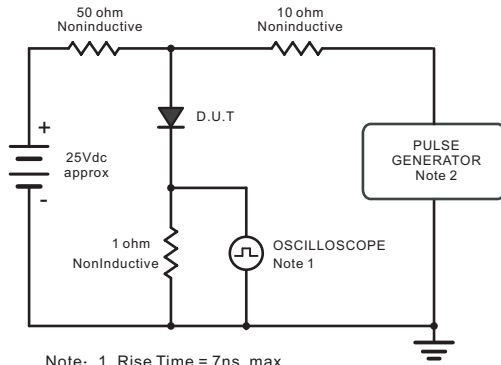 50 ohm
Noninductive
10 ohm
Noninductive
D.U.T
+
25Vdc
approx
-
PULSE
GENERATOR
Note 2
1 ohm
NonInductive
OSCILLOSCOPE
Note 1
Note: 1. Rise Time = 7ns, max.